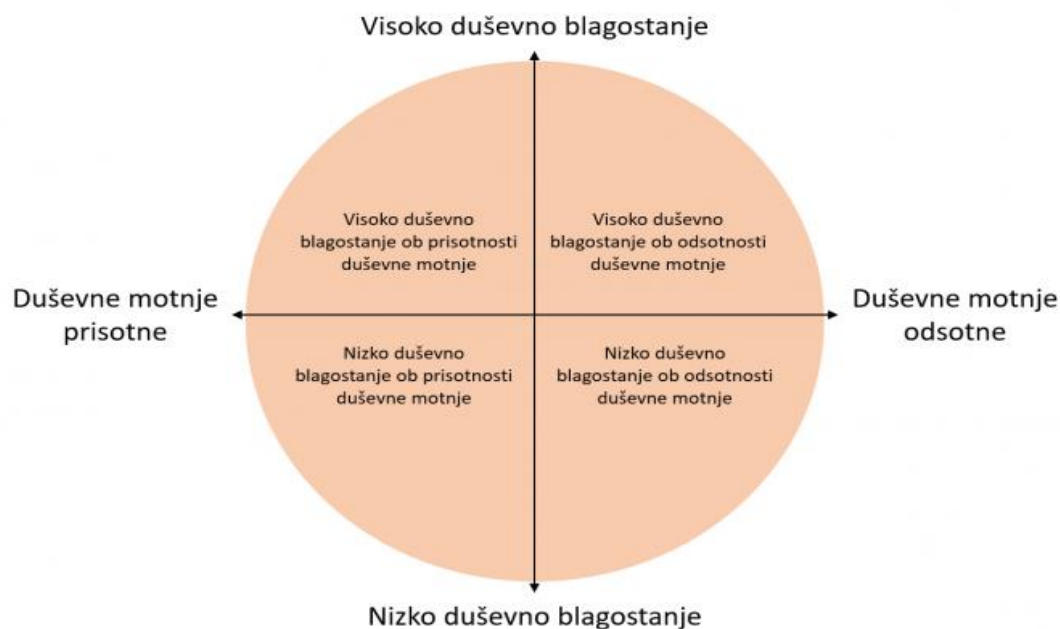 Visoko duševno blagostanje
Visoko duševno
blagostanje ob prisotnosti
duševne motnje
Visoko duševno
blagostanje ob odsotnosti
duševne motnje
Duševne motnje
prisotne
Duševne motnje
odsotne
Nizko duševno
blagostanje ob prisotnosti
duševne motnje
Nizko duševno
blagostanje ob odsotnosti
duševne motnje
Nizko duševno blagostanje